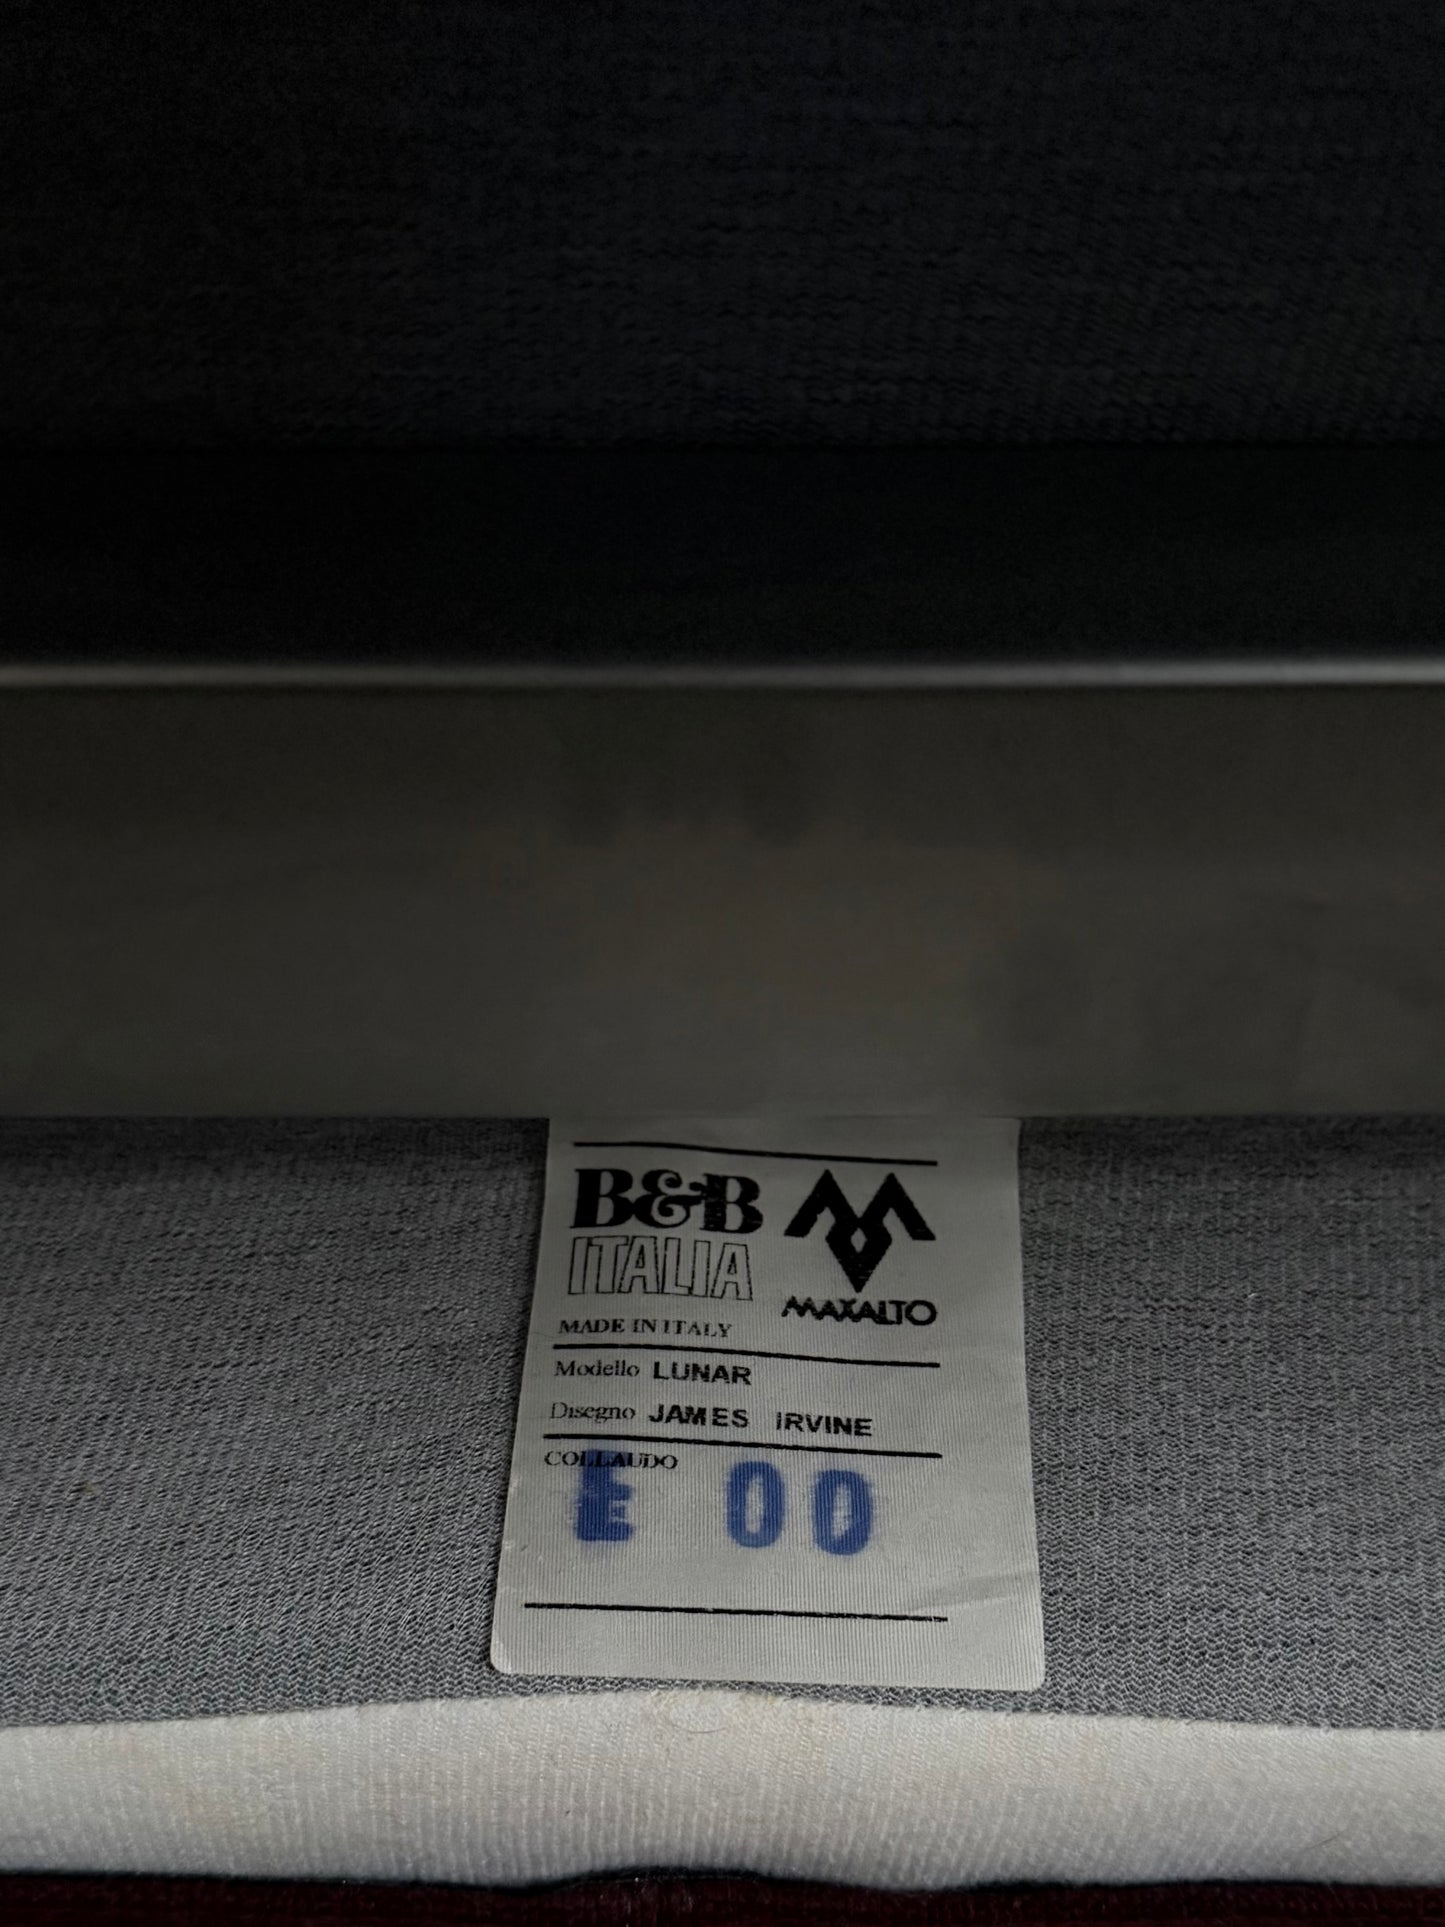 B&B
ITALIA
MAXALTO
MADE IN ITALY
Modello LUNAR
Disegno JAMES IRVINE
COLLAUDO
E 00